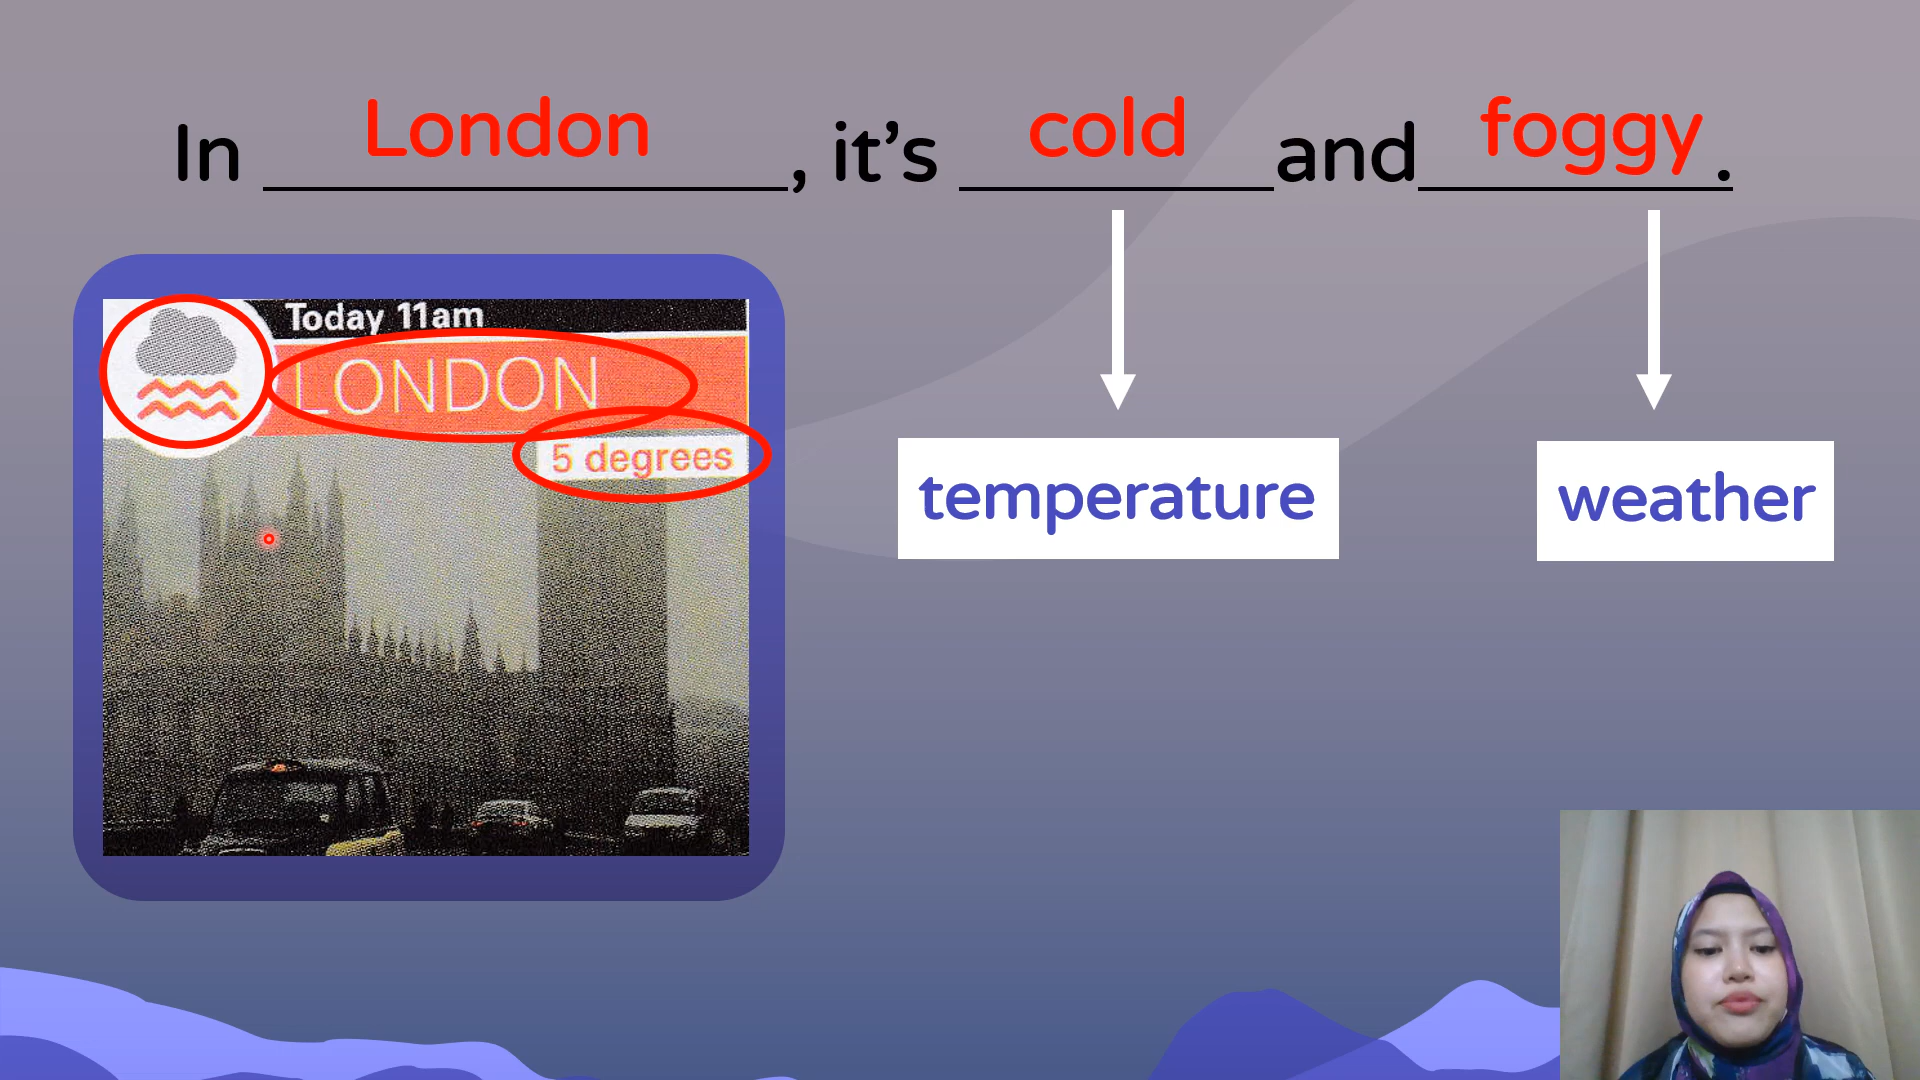 In London, it’s cold and foggy.
Today 11am
LONDON
5 degrees
temperature
weather